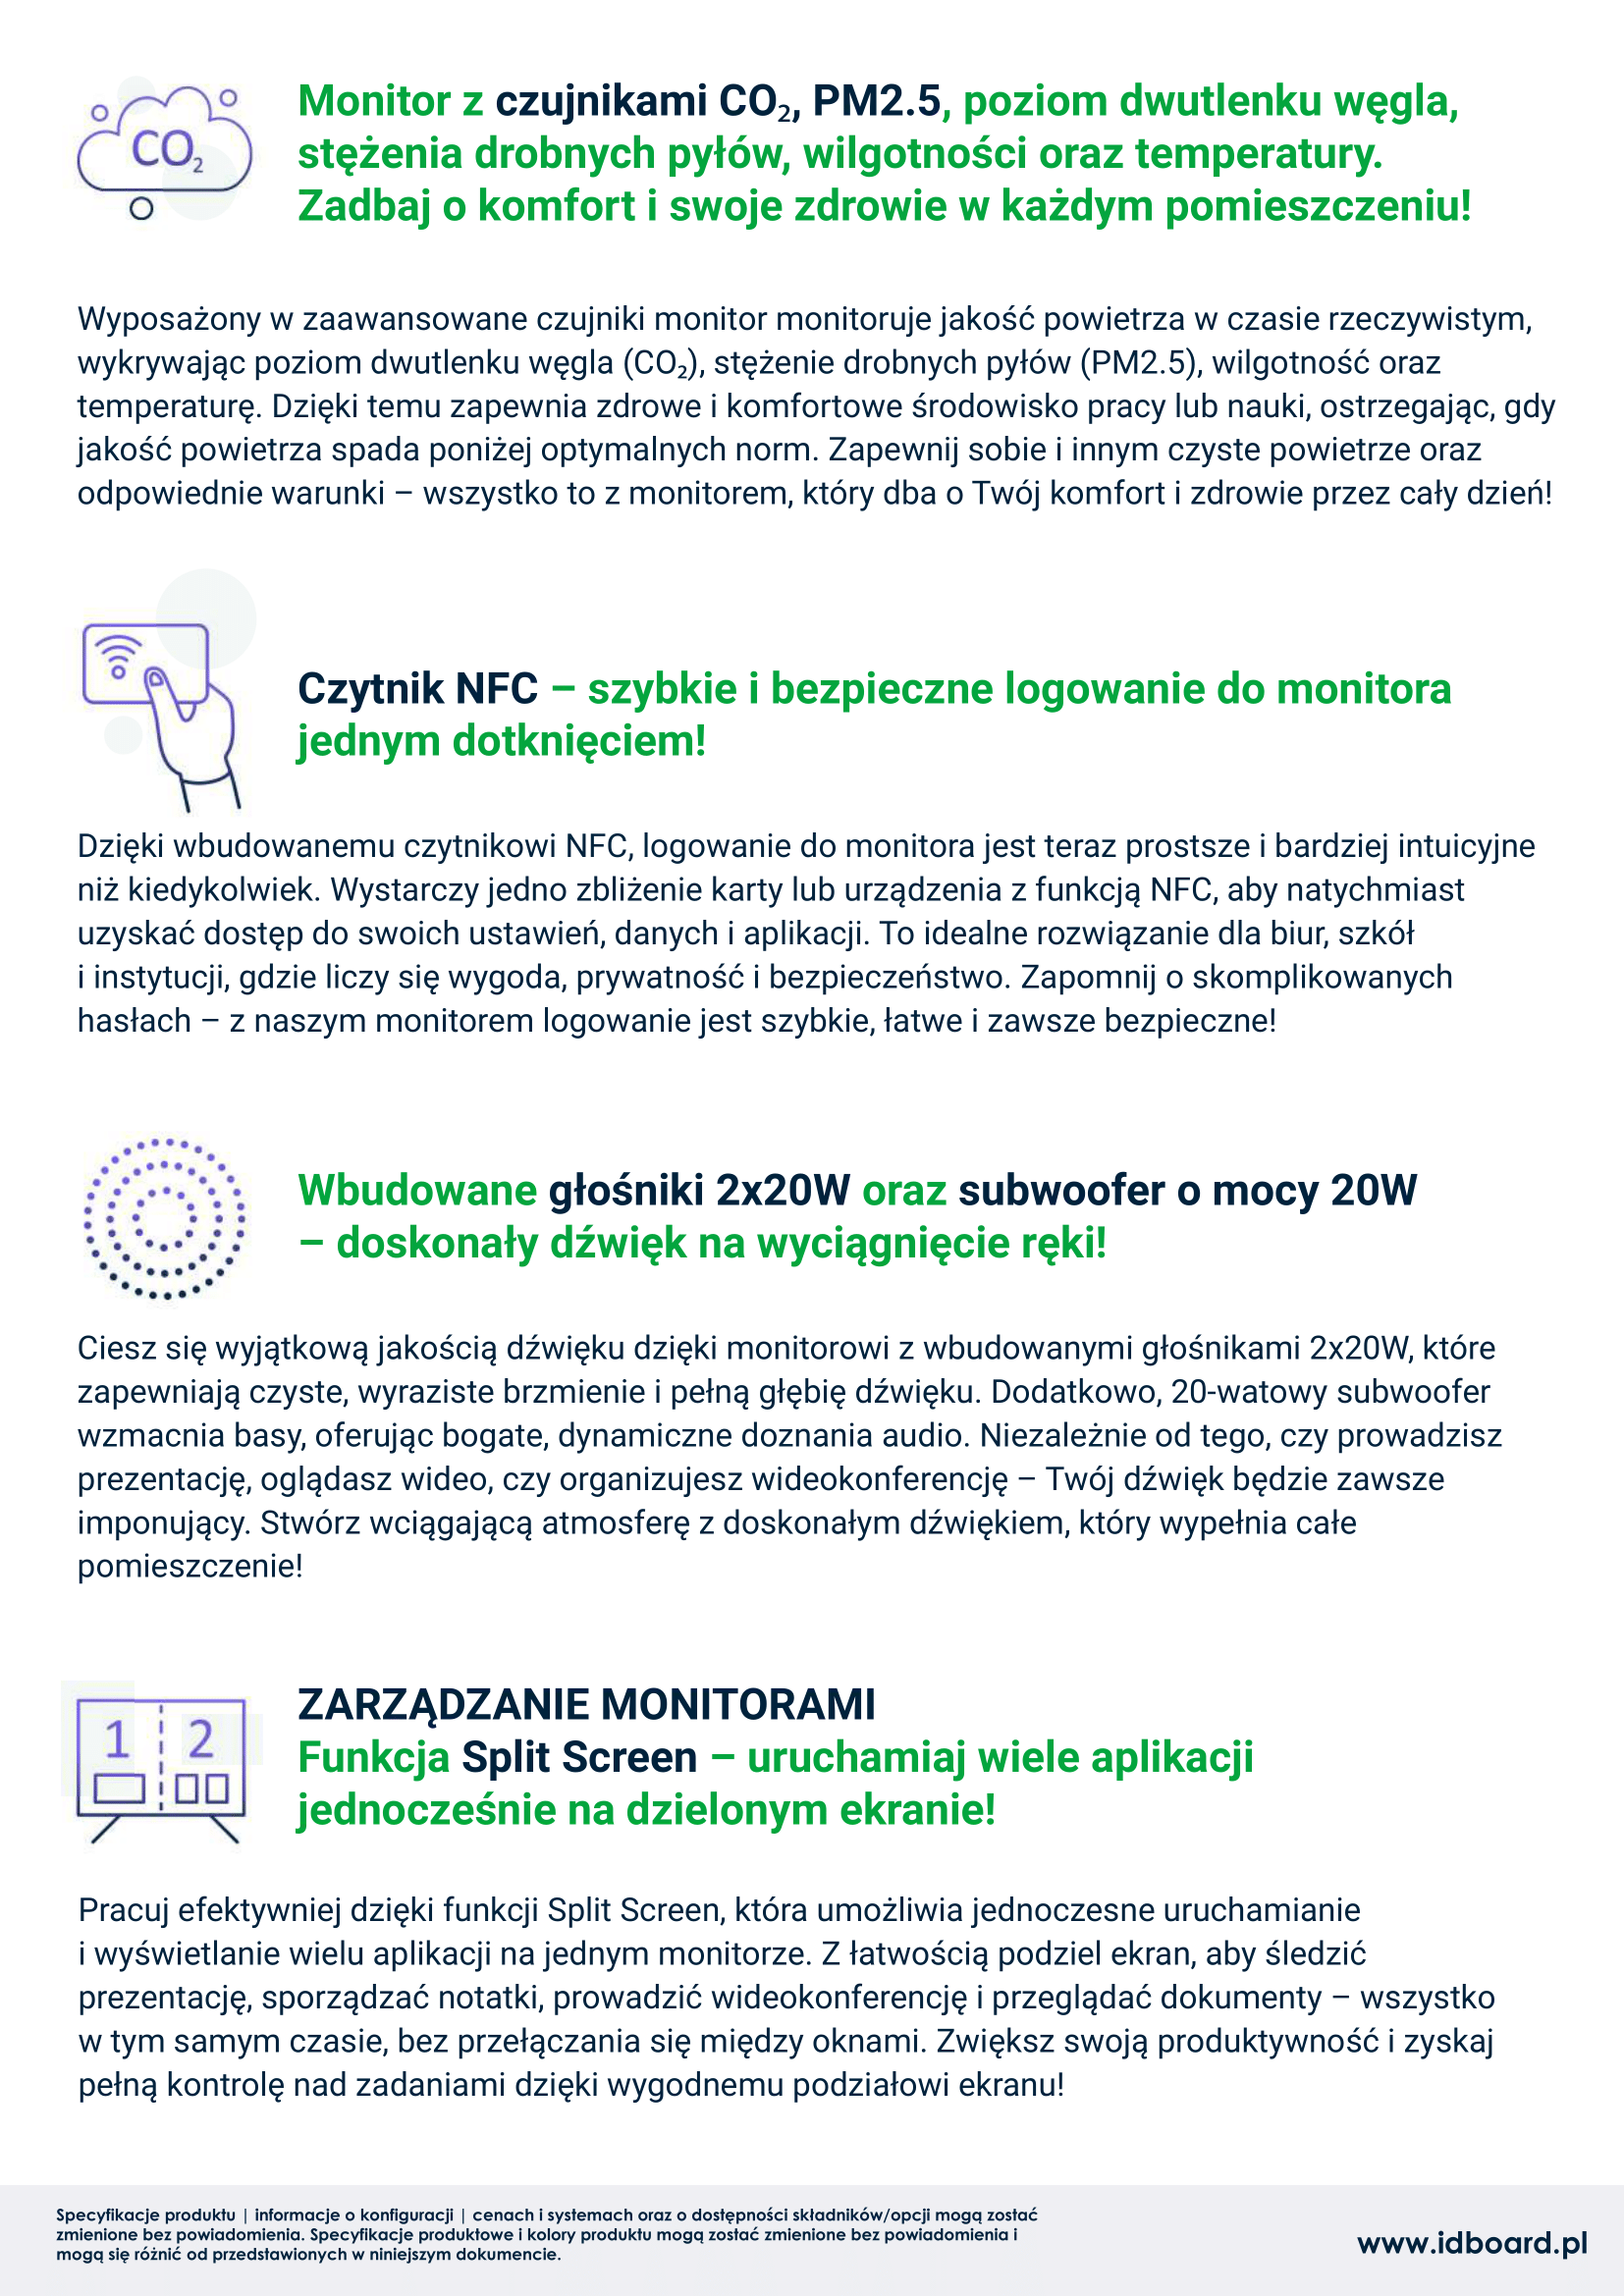 CO₂
Monitor z czujnikami CO₂, PM2.5, poziom dwutlenku węgla,
stężenia drobnych pyłów, wilgotności oraz temperatury.
Zadbaj o komfort i swoje zdrowie w każdym pomieszczeniu!
Wyposażony w zaawansowane czujniki monitor monitoruje jakość powietrza w czasie rzeczywistym,
wykrywając poziom dwutlenku węgla (CO₂), stężenie drobnych pyłów (PM2.5), wilgotność oraz
temperaturę. Dzięki temu zapewnia zdrowe i komfortowe środowisko pracy lub nauki, ostrzegając, gdy
jakość powietrza spada poniżej optymalnych norm. Zapewnij sobie i innym czyste powietrze oraz
odpowiednie warunki – wszystko to z monitorem, który dba o Twój komfort i zdrowie przez cały dzień!
Czytnik NFC – szybkie i bezpieczne logowanie do monitora
jednym dotknięciem!
Dzięki wbudowanemu czytnikowi NFC, logowanie do monitora jest teraz prostsze i bardziej intuicyjne
niż kiedykolwiek. Wystarczy jedno zbliżenie karty lub urządzenia z funkcją NFC, aby natychmiast
uzyskać dostęp do swoich ustawień, danych i aplikacji. To idealne rozwiązanie dla biur, szkół
i instytucji, gdzie liczy się wygoda, prywatność i bezpieczeństwo. Zapomnij o skomplikowanych
hasłach – z naszym monitorem logowanie jest szybkie, łatwe i zawsze bezpieczne!
Wbudowane głośniki 2x20W oraz subwoofer o mocy 20W
– doskonały dźwięk na wyciągnięcie ręki!
Ciesz się wyjątkową jakością dźwięku dzięki monitorowi z wbudowanymi głośnikami 2x20W, które
zapewniają czyste, wyraziste brzmienie i pełną głębię dźwięku. Dodatkowo, 20-watowy subwoofer
wzmacnia basy, oferując bogate, dynamiczne doznania audio. Niezależnie od tego, czy prowadzisz
prezentację, oglądasz wideo, czy organizujesz wideokonferencję – Twój dźwięk będzie zawsze
imponujący. Stwórz wciągającą atmosferę z doskonałym dźwiękiem, który wypełnia całe
pomieszczenie!
1 2
ZARZĄDZANIE MONITORAMI
Funkcja Split Screen – uruchamiaj wiele aplikacji
jednocześnie na dzielonym ekranie!
Pracuj efektywniej dzięki funkcji Split Screen, która umożliwia jednoczesne uruchamianie
i wyświetlanie wielu aplikacji na jednym monitorze. Z łatwością podziel ekran, aby śledzić
prezentację, sporządzać notatki, prowadzić wideokonferencję i przeglądać dokumenty – wszystko
w tym samym czasie, bez przełączania się między oknami. Zwiększ swoją produktywność i zyskaj
pełną kontrolę nad zadaniami dzięki wygodnemu podziałowi ekranu!
Specyfikacje produktu | informacje o konfiguracji | cenach i systemach oraz o dostępności składników/opcji mogą zostać
zmienione bez powiadomienia. Specyfikacje produktowe i kolory produktu mogą zostać zmienione bez powiadomienia i
mogą się różnić od przedstawionych w niniejszym dokumencie.
www.idboard.pl